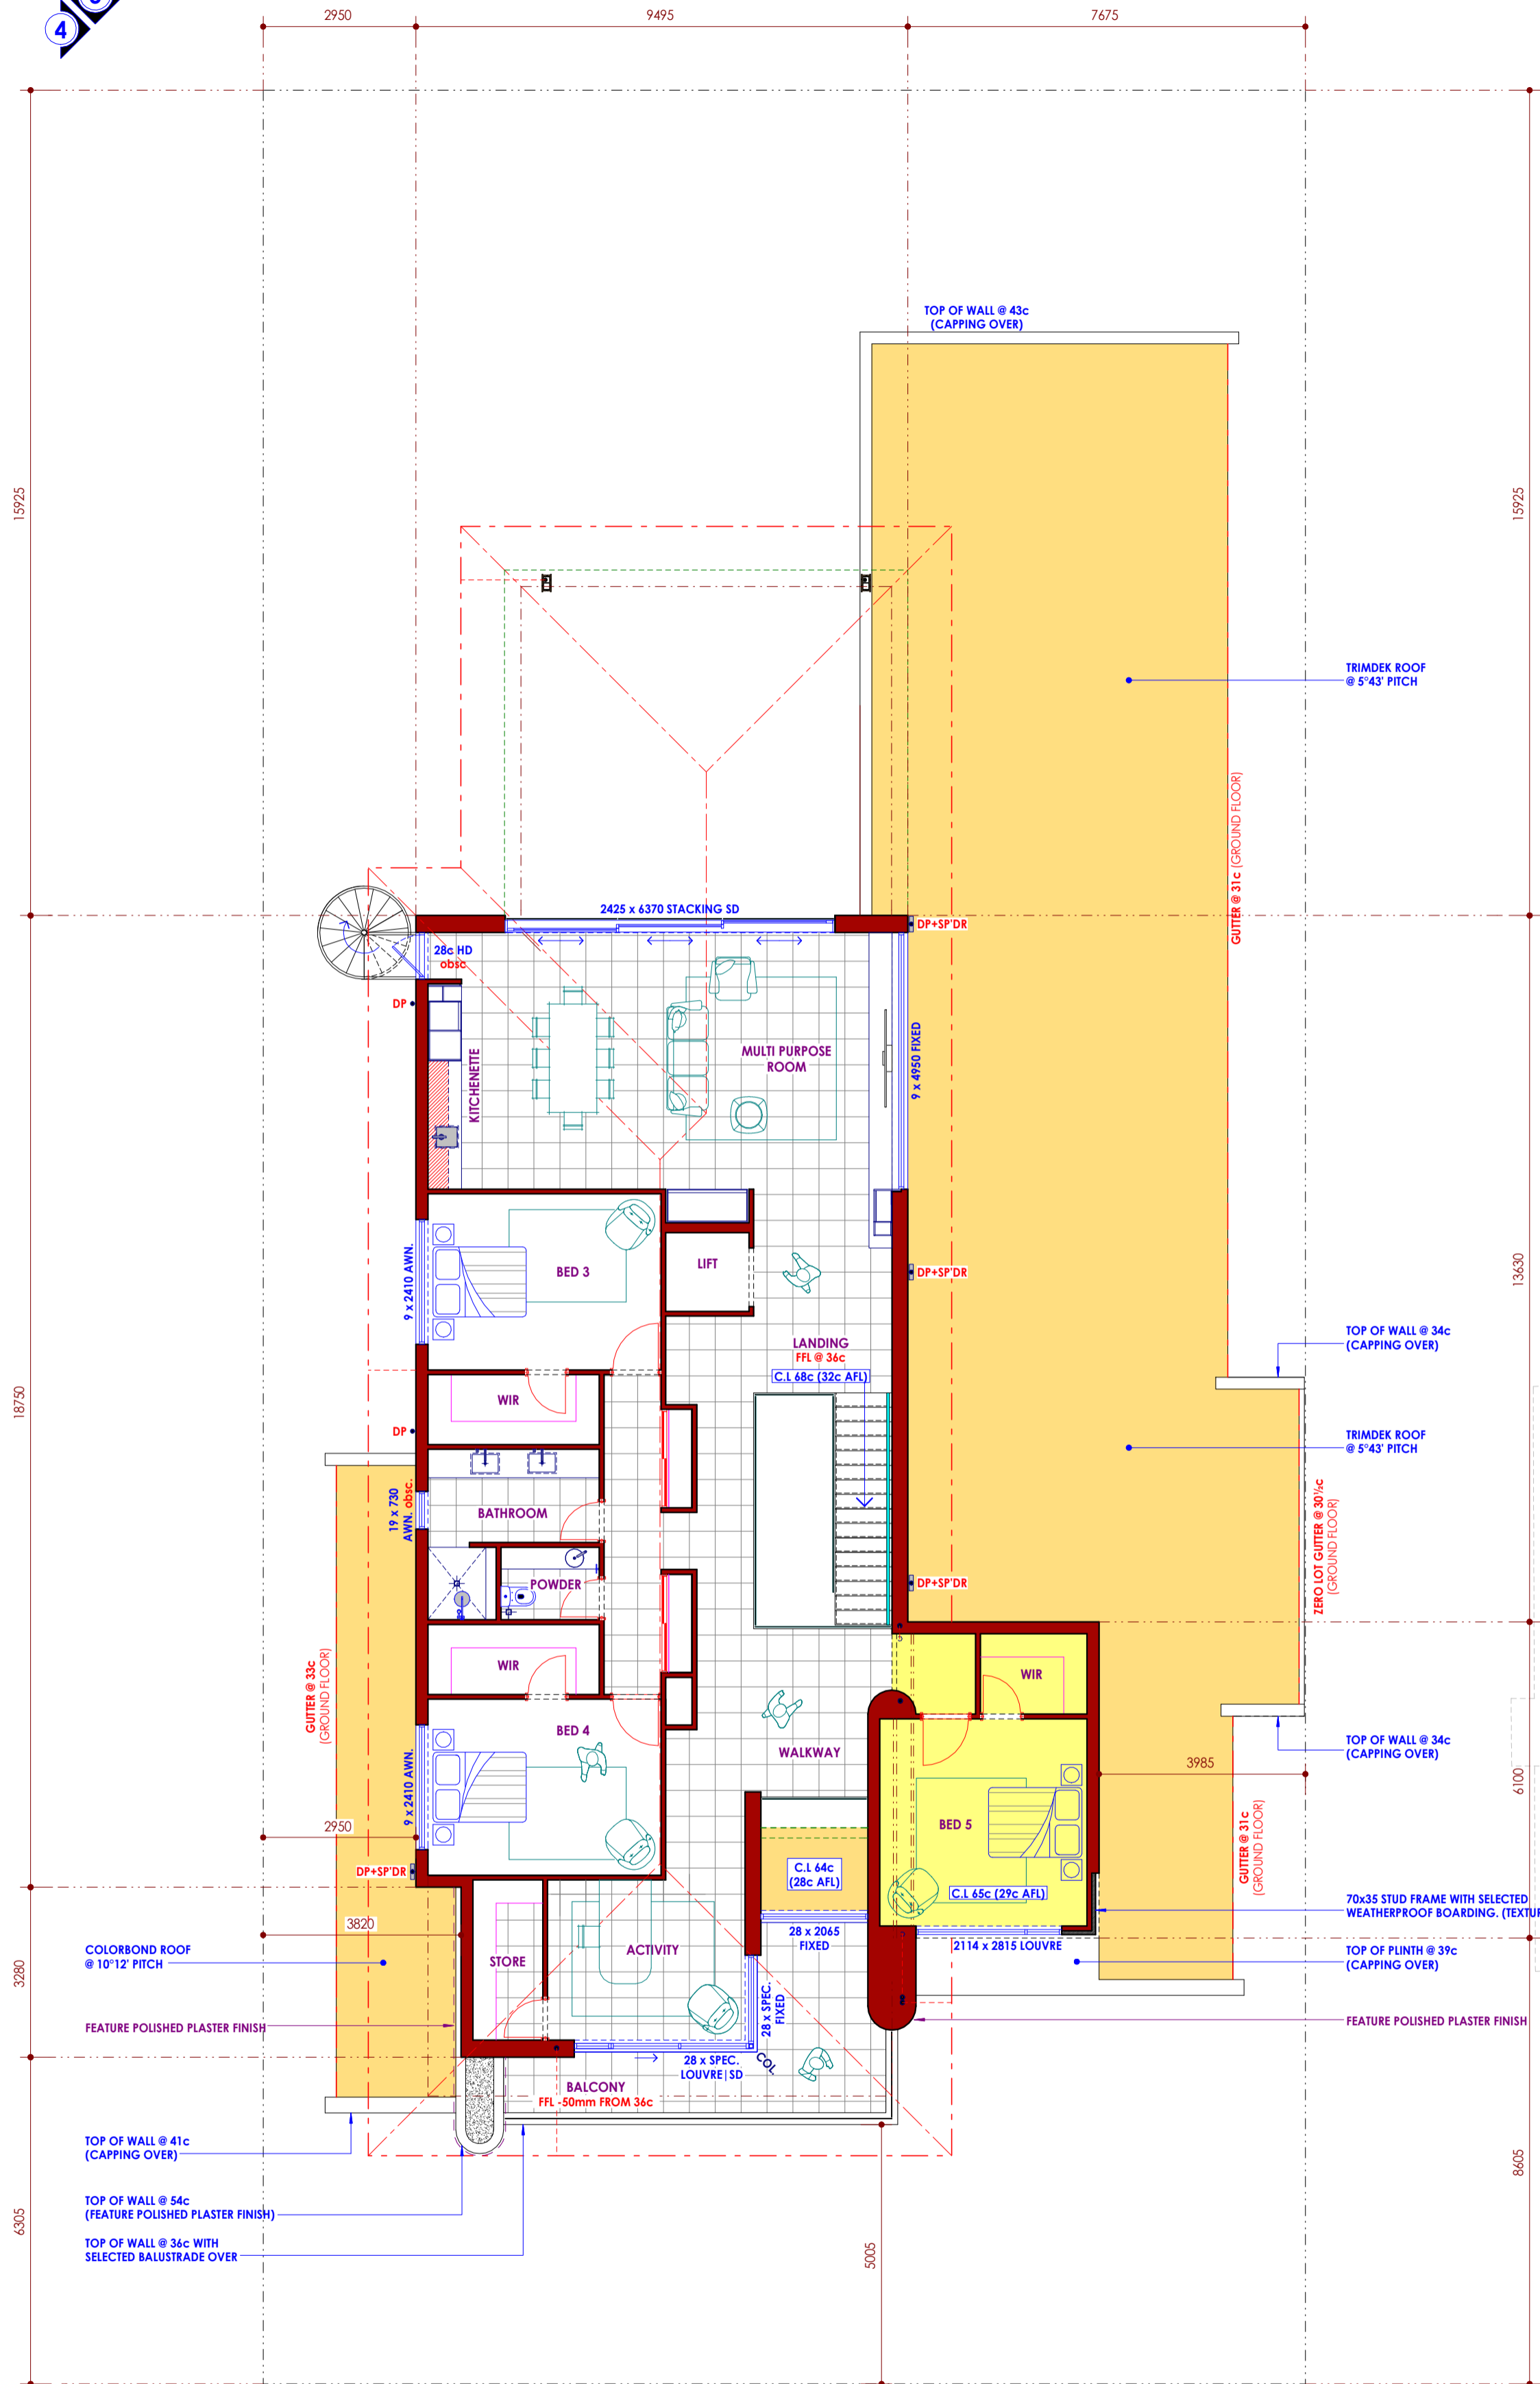 4
2950
9495
7675
TOP OF WALL @ 43c
(CAPPING OVER)
15925
15925
TRIMDEK ROOF
@ 5°43' PITCH
GUTTER @ 31c (GROUND FLOOR)
2425 x 6370 STACKING SD
DP+SP'DR
28c HD
obsc
DP
KITCHENETTE
MULTI PURPOSE
ROOM
9 x 4950 FIXED
9 x 2410 AWN.
BED 3
LIFT
DP+SP'DR
13630
LANDING
FFL @ 36c
C.L 68c (32c AFL)
TOP OF WALL @ 34c
(CAPPING OVER)
18750
WIR
DP
TRIMDEK ROOF
@ 5°43' PITCH
19 x 730
AWN. obsc.
BATHROOM
ZERO LOT GUTTER @ 30½c
(GROUND FLOOR)
POWDER
DP+SP'DR
GUTTER @ 33c
(GROUND FLOOR)
WIR
WIR
BED 4
WALKWAY
TOP OF WALL @ 34c
(CAPPING OVER)
3985
6100
9 x 2410 AWN.
2950
BED 5
DP+SP'DR
C.L 64c
(28c AFL)
C.L 65c (29c AFL)
GUTTER @ 31c
(GROUND FLOOR)
70x35 STUD FRAME WITH SELECTED
WEATHERPROOF BOARDING. (TEXTU
3820
28 x 2065
FIXED
2114 x 2815 LOUVRE
COLORBOND ROOF
@ 10°12' PITCH
STORE
ACTIVITY
TOP OF PLINTH @ 39c
(CAPPING OVER)
3280
28 x SPEC.
FIXED
FEATURE POLISHED PLASTER FINISH
FEATURE POLISHED PLASTER FINISH
28 x SPEC.
LOUVRE|SD
COL.
BALCONY
FFL -50mm FROM 36c
TOP OF WALL @ 41c
(CAPPING OVER)
8605
TOP OF WALL @ 54c
(FEATURE POLISHED PLASTER FINISH)
6305
TOP OF WALL @ 36c WITH
SELECTED BALUSTRADE OVER
5005